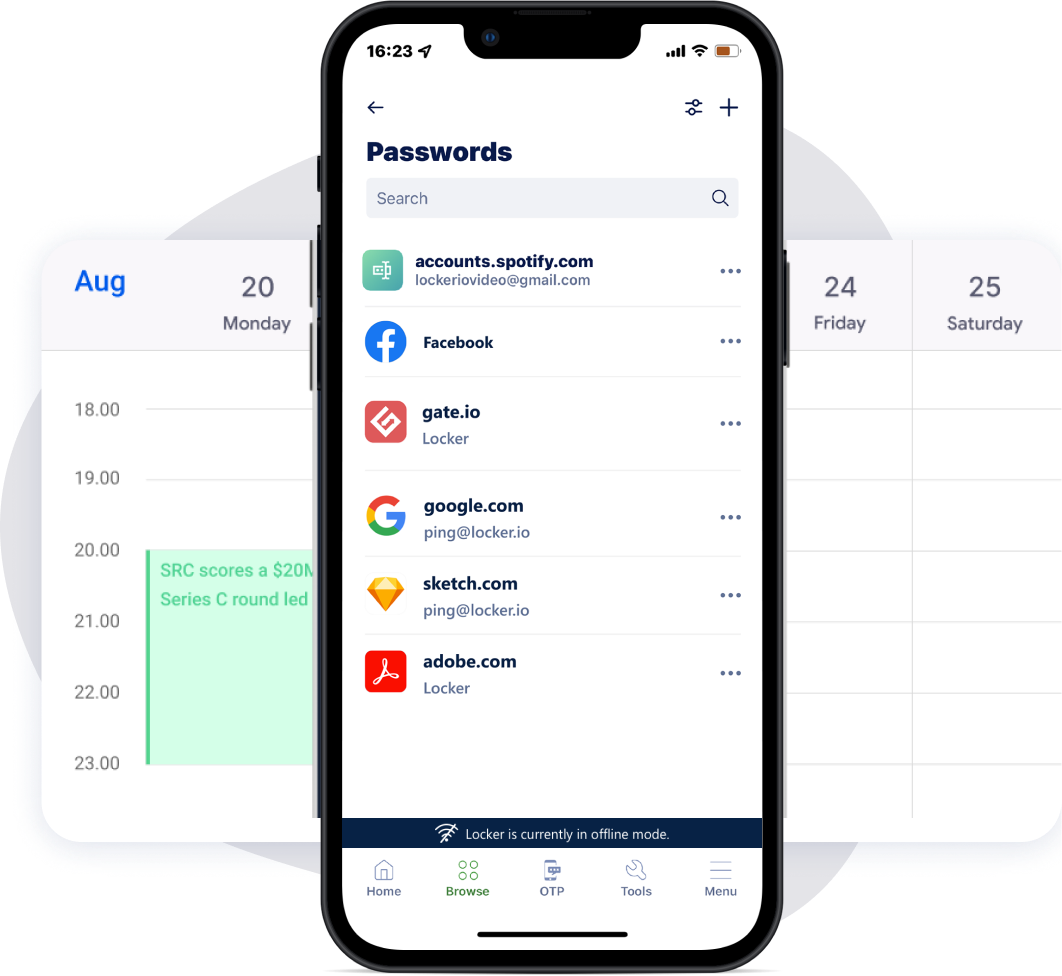 16:23
Passwords
Search
accounts.spotify.com
lockeriovideo@gmail.com
Facebook
gate.io
Locker
google.com
ping@locker.io
sketch.com
ping@locker.io
adobe.com
Locker
Locker is currently in offline mode.
Home
Browse
OTP
Tools
Menu
Aug
20
Monday
24
Friday
25
Saturday
18.00
19.00
20.00
21.00
22.00
23.00
SRC scores a $20M
Series C round led